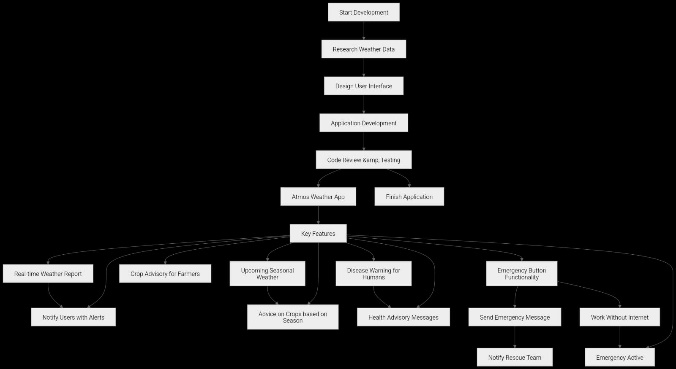 Start Development
Research Weather Data
Design User Interface
Application Development
Code Review &amp; Testing
Atmos Weather App
Finish Application
Key Features
Real-time Weather Report
Crop Advisory for Farmers
Upcoming Seasonal
Weather
Disease Warning for
Humans
Emergency Button
Functionality
Notify Users with Alerts
Advice on Crops based on
Season
Health Advisory Messages
Send Emergency Message
Work Without Internet
Notify Rescue Team
Emergency Active